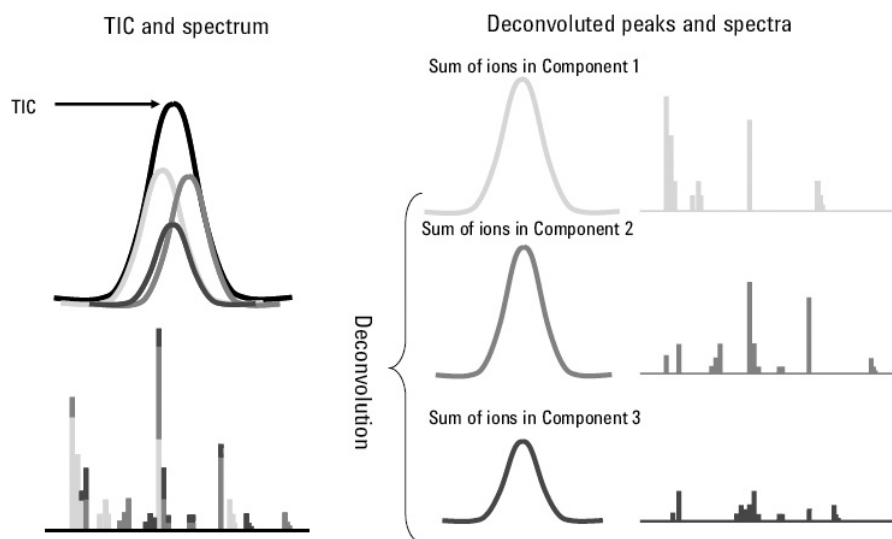 TIC and spectrum
TIC
Deconvoluted peaks and spectra
Sum of ions in Component 1
Deconvolution
Sum of ions in Component 2
Sum of ions in Component 3